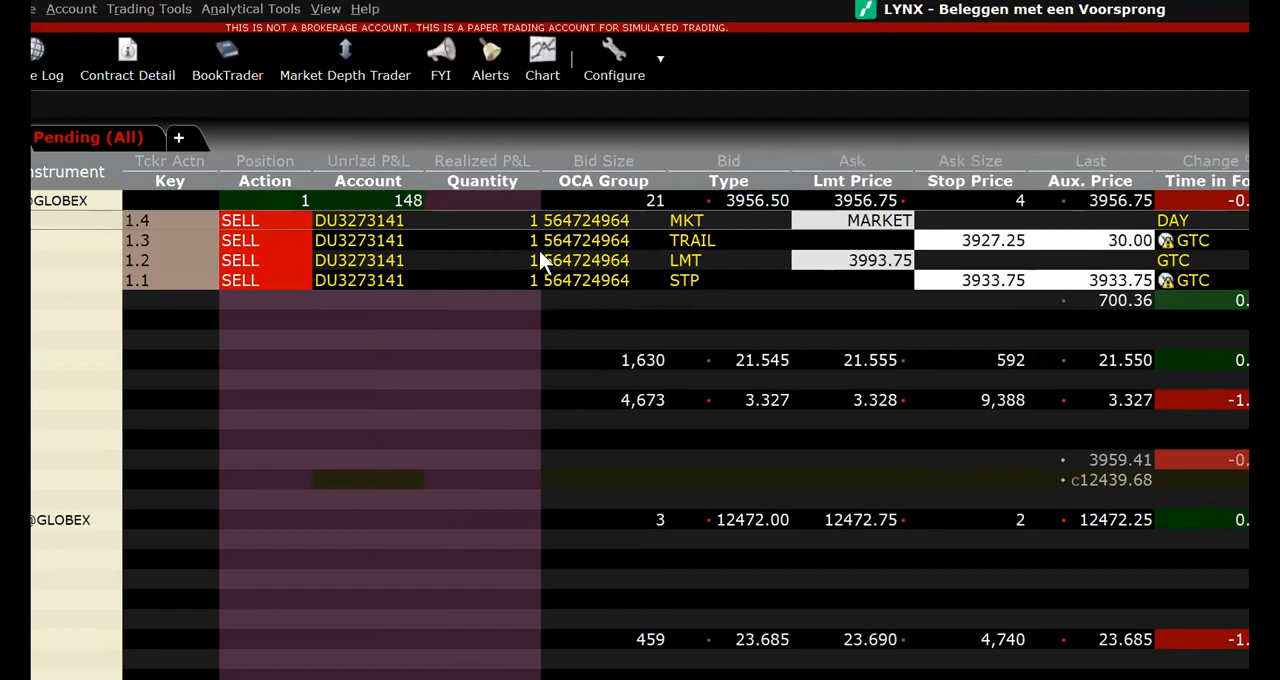 Account Trading Tools Analytical Tools View Help
LYNX - Beleggen met een Voorsprong
THIS IS NOT A BROKERAGE ACCOUNT. THIS IS A PAPER TRADING ACCOUNT FOR SIMULATED TRADING.
e Log Contract Detail BookTrader Market Depth Trader FYI Alerts Chart Configure
Pending (All) +
Tckr Actn Position Unrlzd P&L Realized P&L Bid Size Bid Ask Ask Size Last Change
nstrument Key Action Account Quantity OCA Group Type Lmt Price Stop Price Aux. Price Time in Fo
@GLOBEX 1 148 21 3956.50 3956.75 4 3956.75 -0.
1.4 SELL DU3273141 1 564724964 MKT MARKET DAY
1.3 SELL DU3273141 1 564724964 TRAIL 3927.25 30.00 GTC
1.2 SELL DU3273141 1 564724964 LMT 3993.75 GTC
1.1 SELL DU3273141 1 564724964 STP 3933.75 3933.75 GTC
700.36 0.
1,630 21.545 21.555 592 21.550 0.
4,673 3.327 3.328 9,388 3.327 -1.
3959.41 -0.
c12439.68
@GLOBEX 3 12472.00 12472.75 2 12472.25 0.
459 23.685 23.690 4,740 23.685 -1.